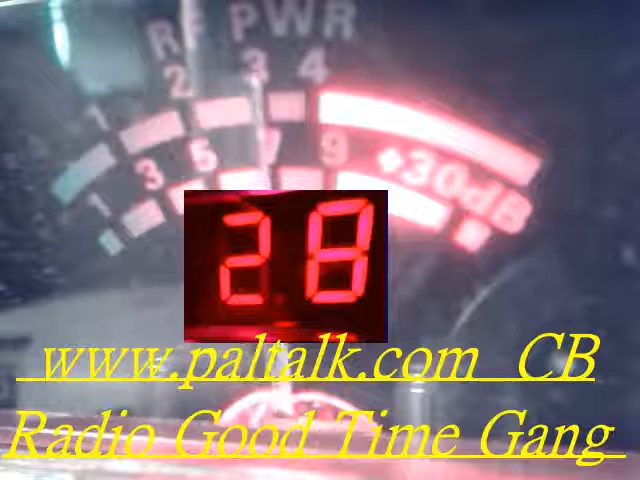 RF PWR
1 2 3 4
1 3 5 7 9 +30dB
28
www.paltalk.com CB
Radio Good Time Gang